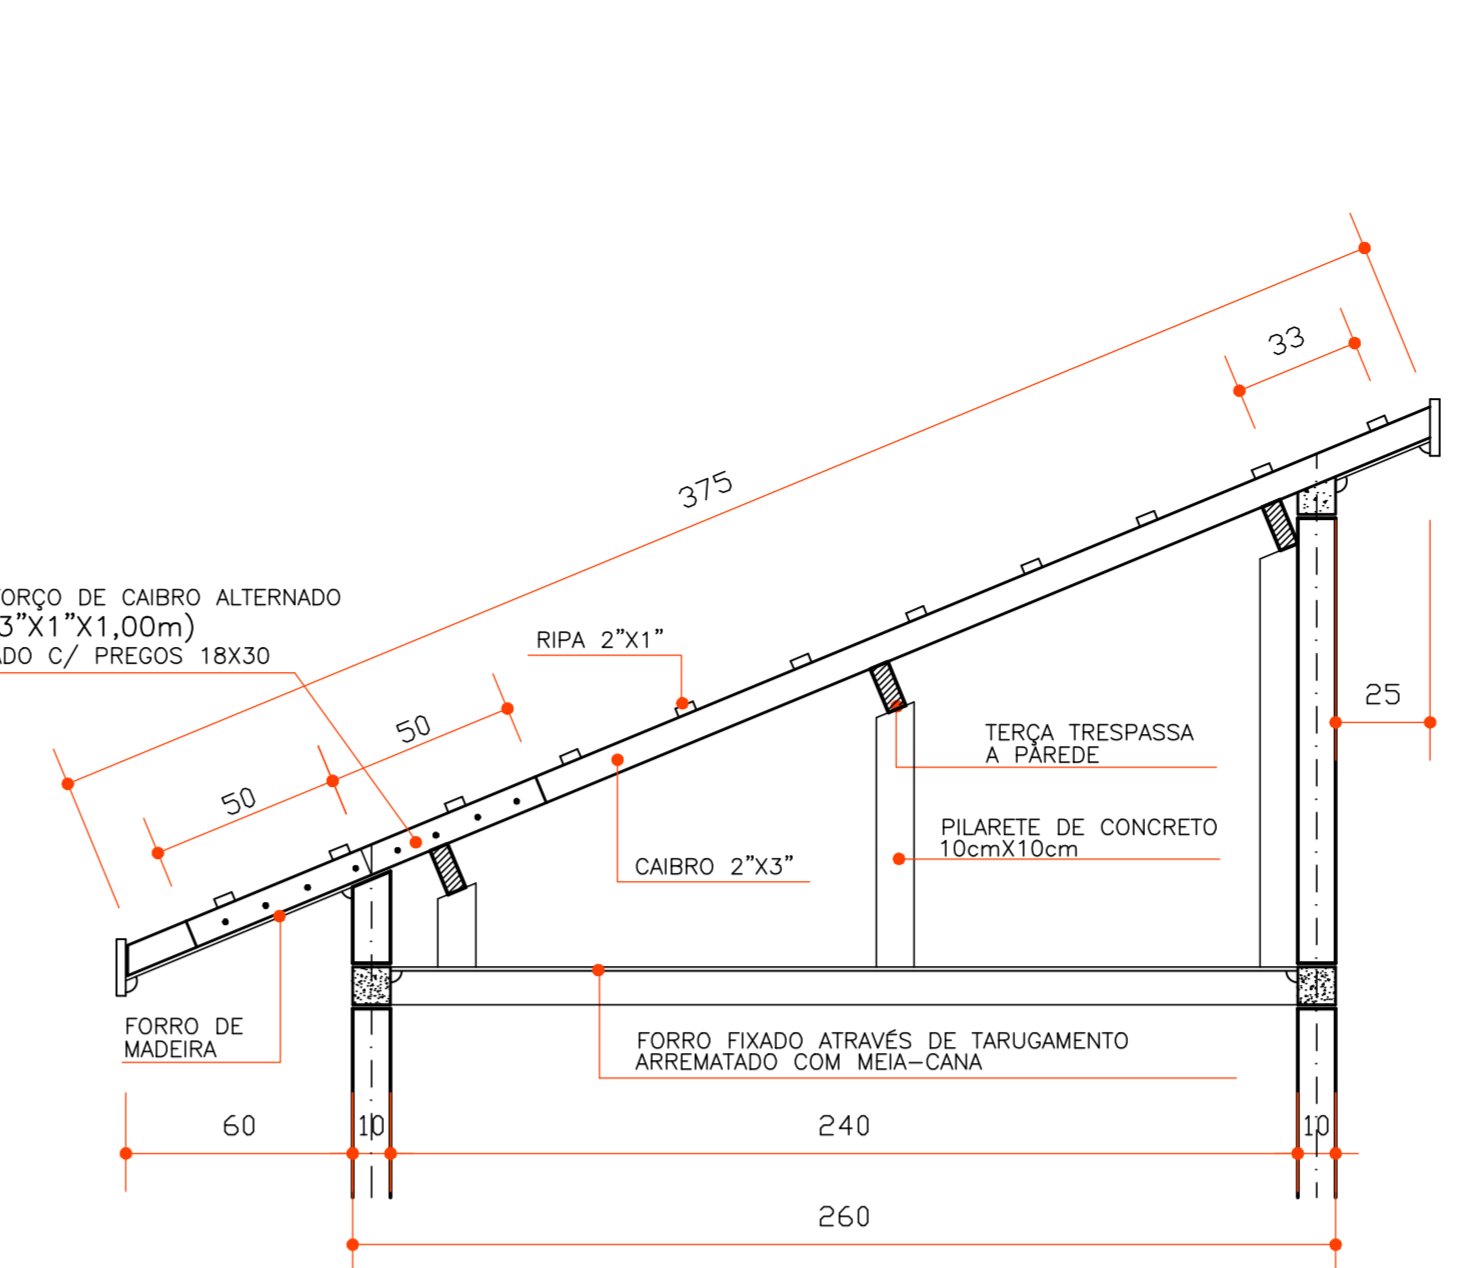 33
375
ORÇO DE CAIBRO ALTERNADO
3"X1"X1,00m)
ADO C/ PREGOS 18X30
RIPA 2"X1"
50
50
25
TERÇA TRESPASSA
A PAREDE
PILARETE DE CONCRETO
10cmX10cm
CAIBRO 2"X3"
FORRO DE
MADEIRA
FORRO FIXADO ATRAVÉS DE TARUGAMENTO
ARREMATADO COM MEIA-CANA
60
10
240
10
260